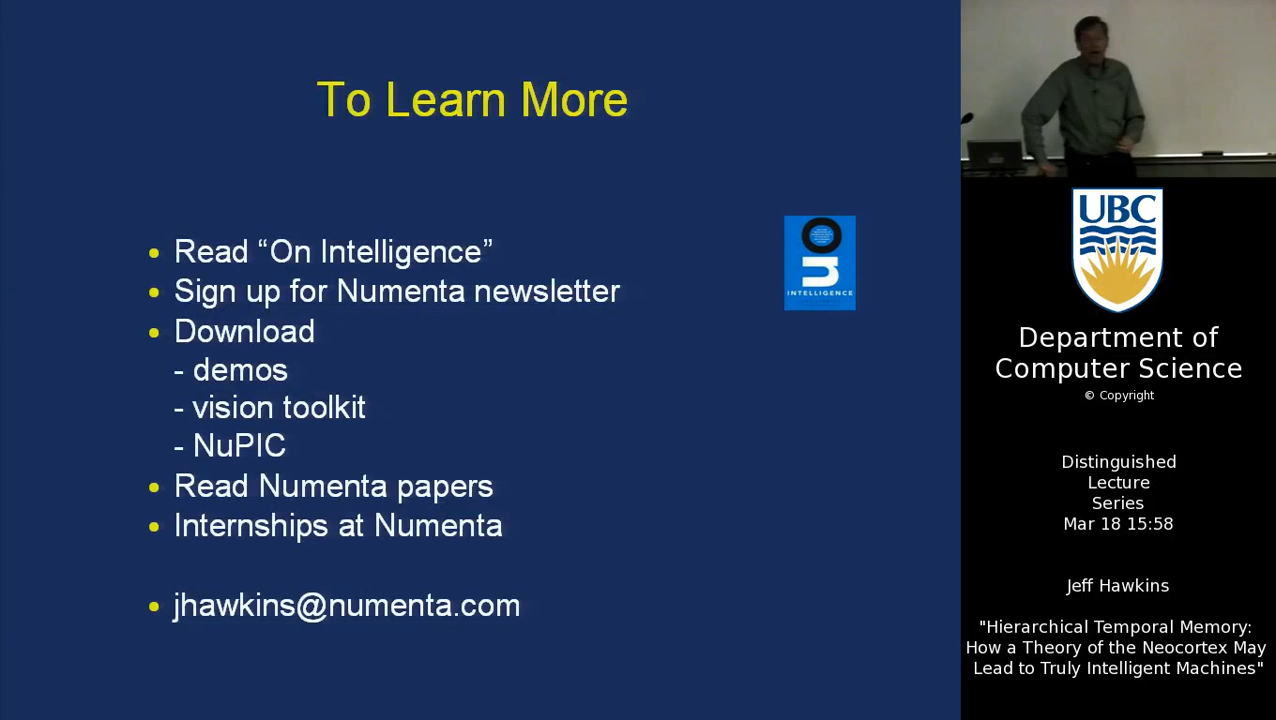 To Learn More
• Read “On Intelligence”
• Sign up for Numenta newsletter
• Download
- demos
- vision toolkit
- NuPIC
• Read Numenta papers
• Internships at Numenta
• jhawkins@numenta.com
On
INTELLIGENCE
UBC
Department of
Computer Science
© Copyright
Distinguished
Lecture
Series
Mar 18 15:58
Jeff Hawkins
"Hierarchical Temporal Memory:
How a Theory of the Neocortex May
Lead to Truly Intelligent Machines"